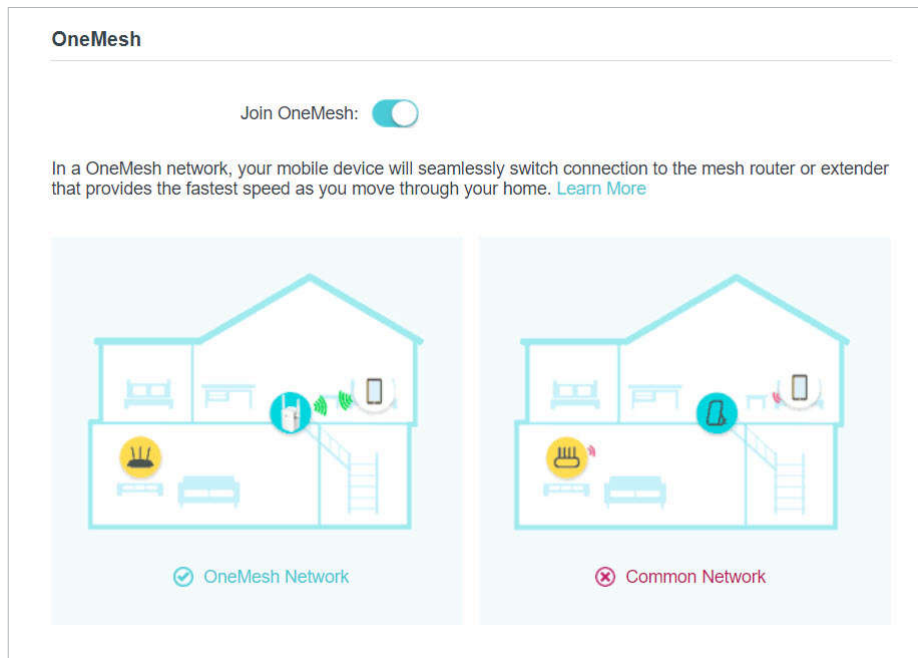 OneMesh
Join OneMesh:
In a OneMesh network, your mobile device will seamlessly switch connection to the mesh router or extender
that provides the fastest speed as you move through your home. Learn More
OneMesh Network
Common Network